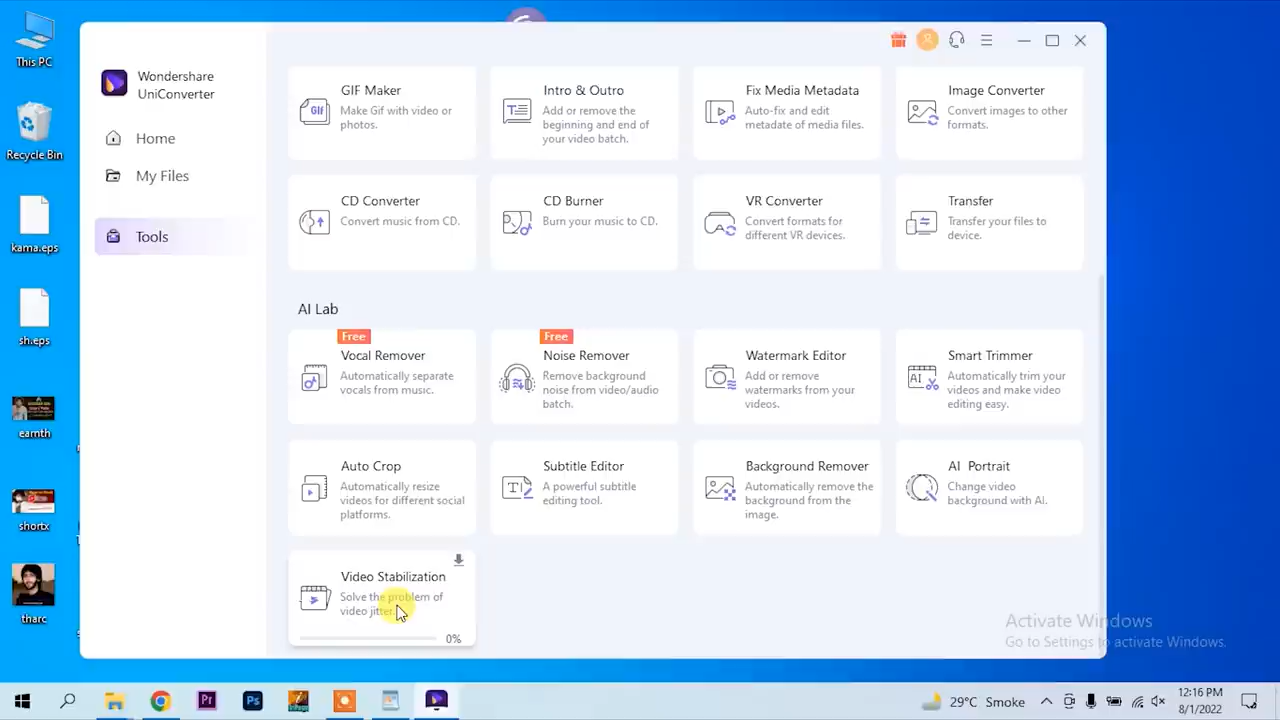 This PC
Recycle Bin
kama.eps
sh.eps
earnth
shortx
tharc
Wondershare
UniConverter
Home
My Files
Tools
GIF Maker
Make Gif with video or
photos.
Intro & Outro
Add or remove the
beginning and end of
your video batch.
Fix Media Metadata
Auto-fix and edit
metadata of media files.
Image Converter
Convert images to other
formats.
CD Converter
Convert music from CD.
CD Burner
Burn your music to CD.
VR Converter
Convert formats for
different VR devices.
Transfer
Transfer your files to
device.
AI Lab
Free
Vocal Remover
Automatically separate
vocals from music.
Free
Noise Remover
Remove background
noise from video/audio
batch.
Watermark Editor
Add or remove
watermarks from your
videos.
Smart Trimmer
Automatically trim your
videos and make video
editing easy.
Auto Crop
Automatically resize
videos for different social
platforms.
Subtitle Editor
A powerful subtitle
editing tool.
Background Remover
Automatically remove the
background from the
image.
AI Portrait
Change video
background with AI.
Video Stabilization
Solve the problem of
video jitter.
0%
Activate Windows
Go to Settings to activate Windows.
29°C Smoke
12:16 PM
8/1/2022